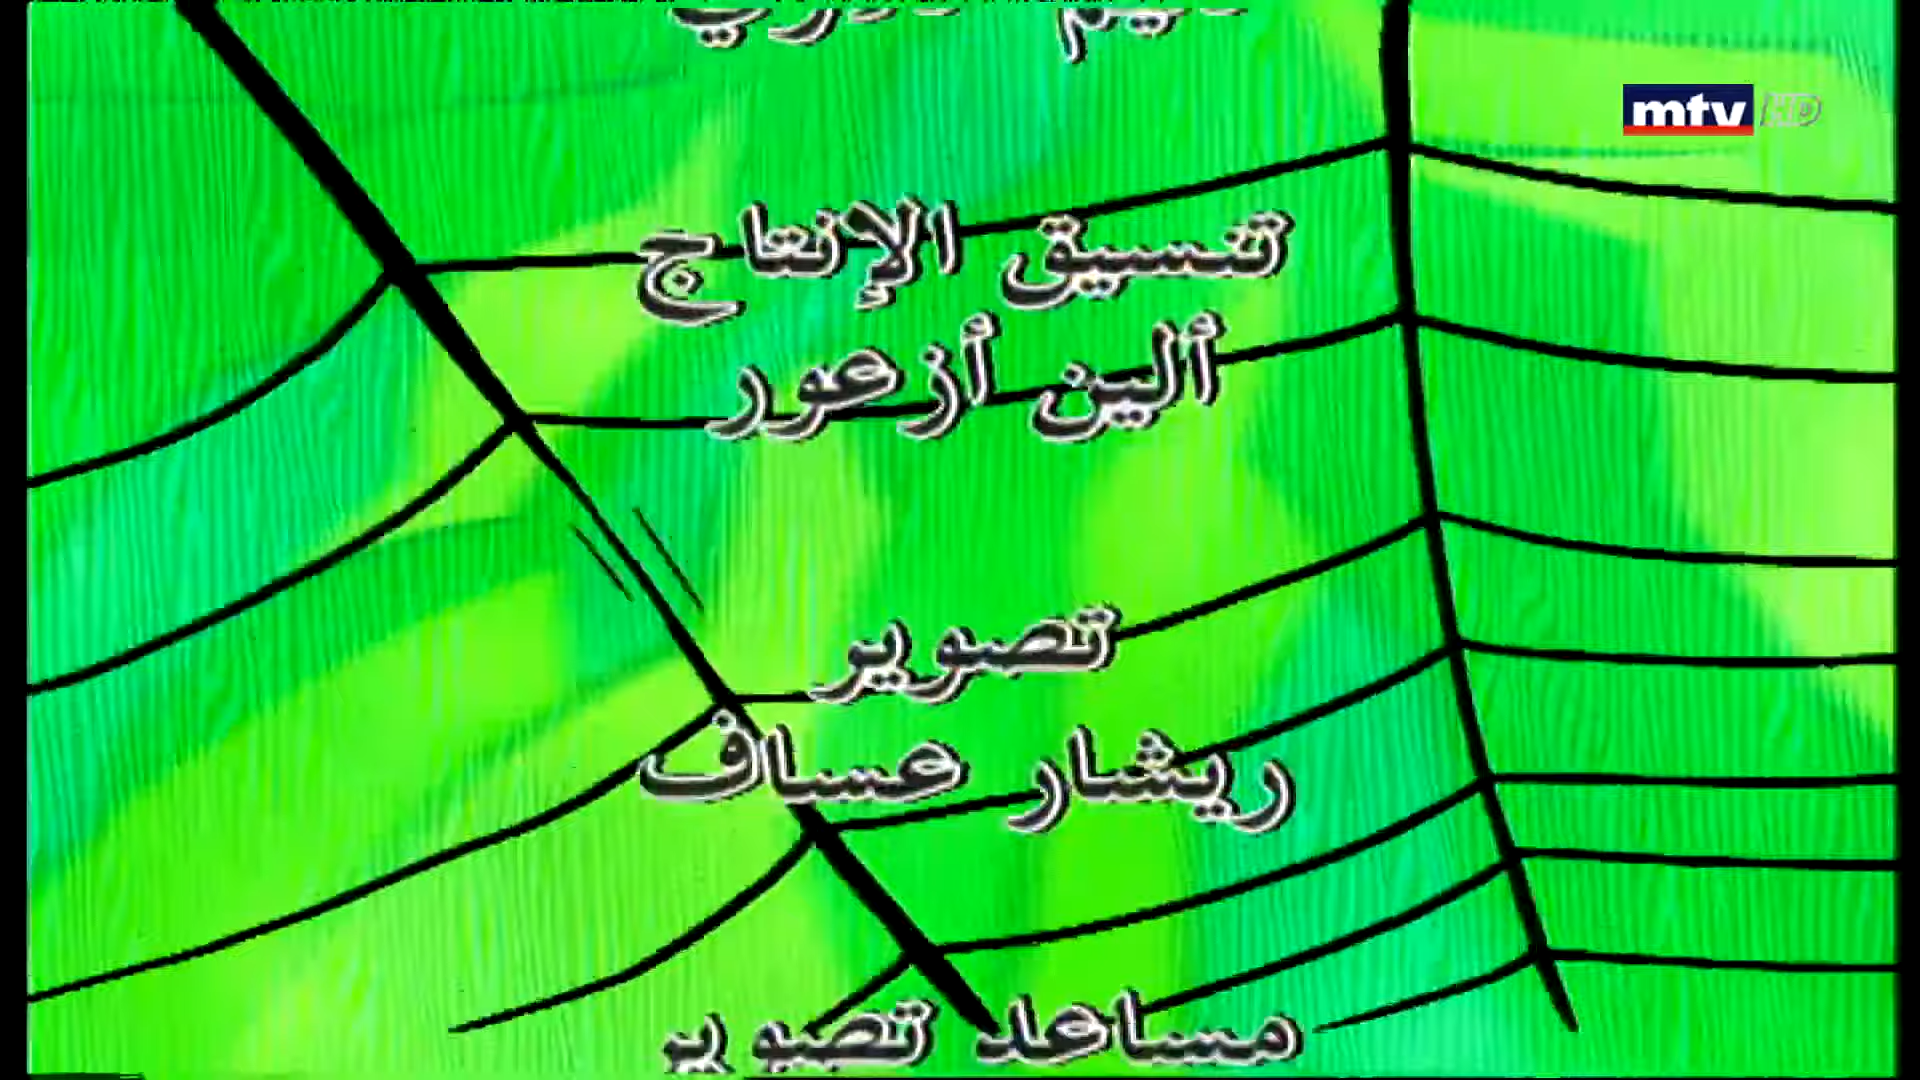 mtv HD
تنسيق الإنتاج
ألين أزعور
تصوير
ريشار عساف
مساعد تصوير